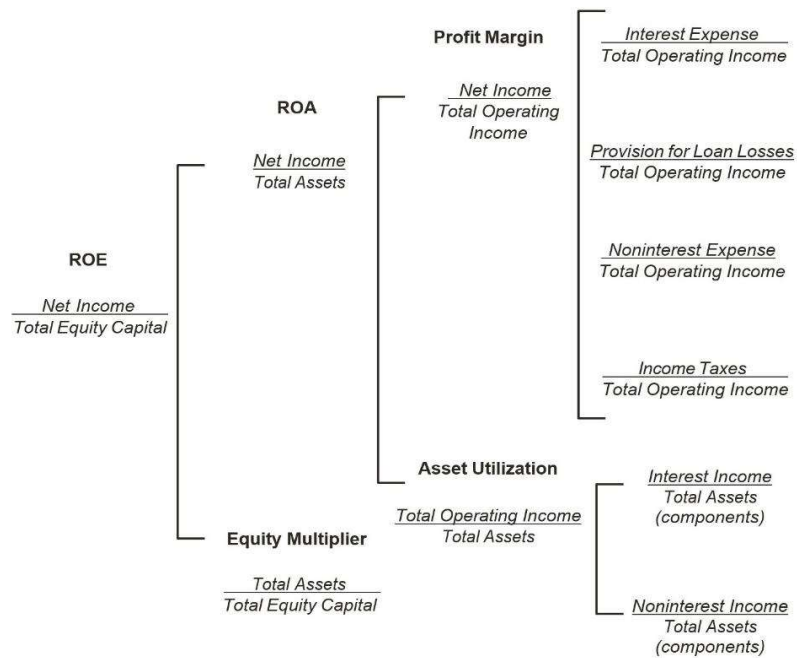 Profit Margin
Net Income
Total Operating
Income
Interest Expense
Total Operating Income
Provision for Loan Losses
Total Operating Income
Noninterest Expense
Total Operating Income
Income Taxes
Total Operating Income
ROA
Net Income
Total Assets
ROE
Net Income
Total Equity Capital
Asset Utilization
Total Operating Income
Total Assets
Interest Income
Total Assets
(components)
Noninterest Income
Total Assets
(components)
Equity Multiplier
Total Assets
Total Equity Capital